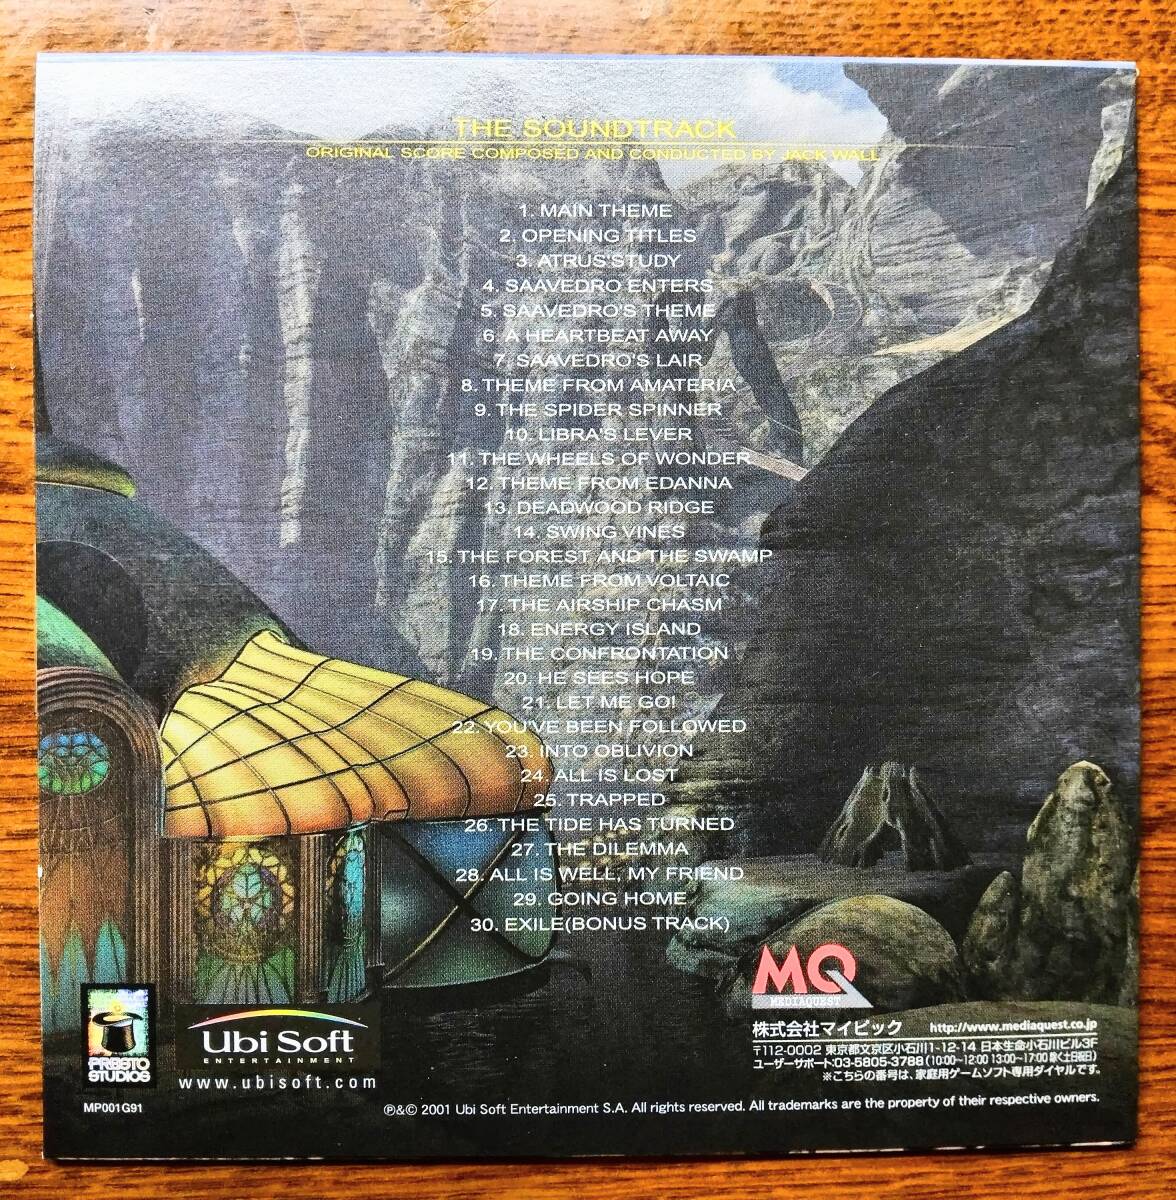 THE SOUNDTRACK
ORIGINAL SCORE COMPOSED AND CONDUCTED BY JACK WALL
1. MAIN THEME
2. OPENING TITLES
3. ATRUS'STUDY
4. SAAVEDRO ENTERS
5. SAAVEDRO'S THEME
6. A HEARTBEAT AWAY
7. SAAVEDRO'S LAIR
8. THEME FROM AMATERIA
9. THE SPIDER SPINNER
10. LIBRA'S LEVER
11. THE WHEELS OF WONDER
12. THEME FROM EDANNA
13. DEADWOOD RIDGE
14. SWING VINES
15. THE FOREST AND THE SWAMP
16. THEME FROM VOLTAIC
17. THE AIRSHIP CHASM
18. ENERGY ISLAND
19. THE CONFRONTATION
20. HE SEES HOPE
21. LET ME GO!
22. YOU'VE BEEN FOLLOWED
23. INTO OBLIVION
24. ALL IS LOST
25. TRAPPED
26. THE TIDE HAS TURNED
27. THE DILEMMA
28. ALL IS WELL, MY FRIEND
29. GOING HOME
30. EXILE(BONUS TRACK)
PRESTO
STUDIOS
MP001G91
Ubi Soft
ENTERTAINMENT
www.ubisoft.com
MQ
MEDIAQUEST
株式会社マイピック http://www.mediaquest.co.jp
〒112-0002 東京都文京区小石川1-12-14 日本生命小石川ビル3F
ユーザーサポート:03-5805-3788 (10:00~12:00 13:00~17:00 除く土日祝日)
※こちらの番号は、家庭用ゲームソフト専用ダイヤルです。
℗&© 2001 Ubi Soft Entertainment S.A. All rights reserved. All trademarks are the property of their respective owners.